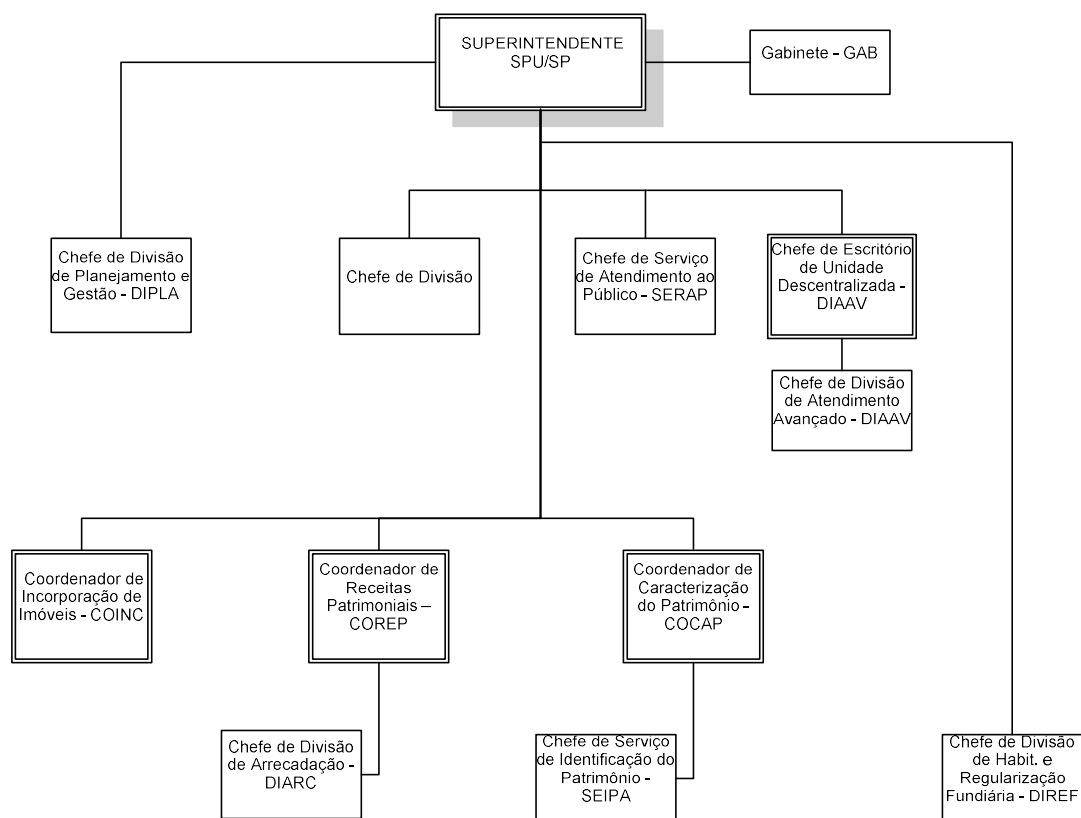 SUPERINTENDENTE
SPU/SP
Gabinete - GAB
Chefe de Divisão
de Planejamento e
Gestão - DIPLA
Chefe de Divisão
Chefe de Serviço
de Atendimento ao
Público - SERAP
Chefe de Escritório
de Unidade
Descentralizada -
DIAAV
Chefe de Divisão
de Atendimento
Avançado - DIAAV
Coordenador de
Incorporação de
Imóveis - COINC
Coordenador de
Receitas
Patrimoniais –
COREP
Coordenador de
Caracterização
do Patrimônio -
COCAP
Chefe de Divisão
de Arrecadação -
DIARC
Chefe de Serviço
de Identificação do
Patrimônio -
SEIPA
Chefe de Divisão
de Habit. e
Regularização
Fundiária - DIREF